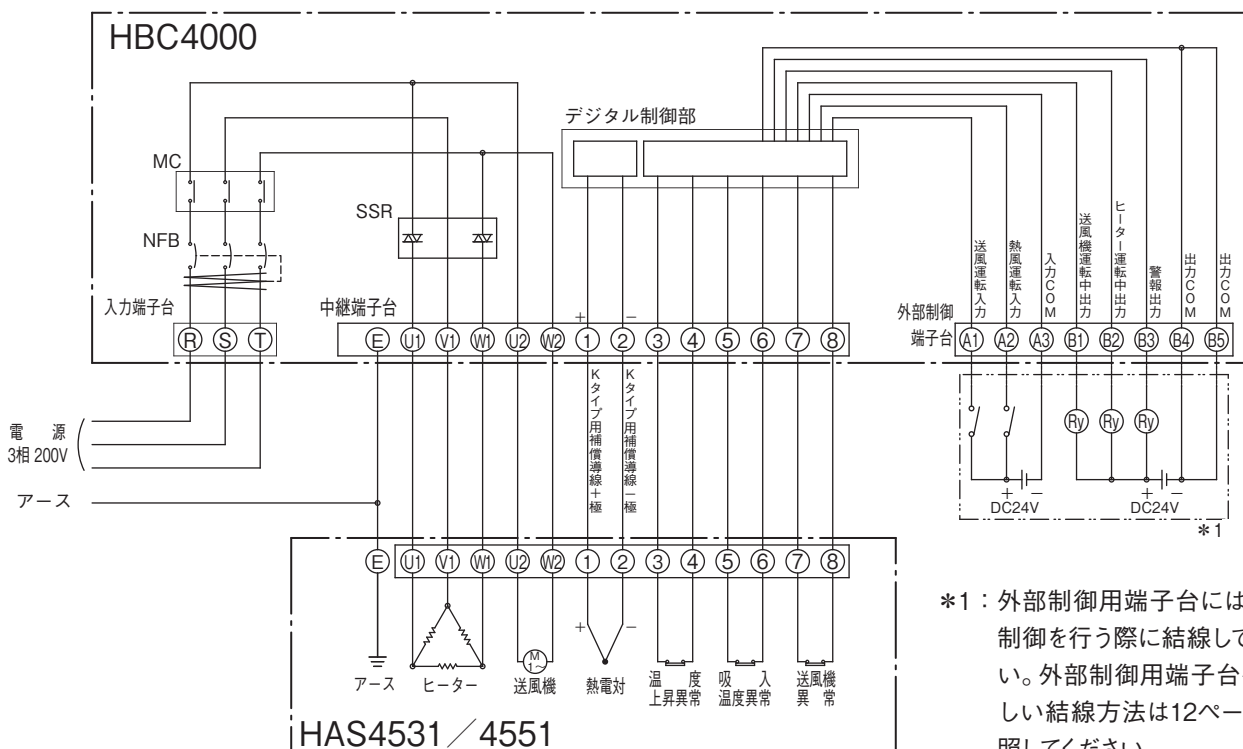 HBC4000
デジタル制御部
MC
SSR
NFB
入力端子台
中継端子台
外部制御
端子台
送風運転入力
熱風運転入力
入力COM
送風機運転中出力
ヒーター運転中出力
警報出力
出力COM
出力COM
R S T
E U1 V1 W1 U2 W2 1 2 3 4 5 6 7 8
+ −
A1 A2 A3 B1 B2 B3 B4 B5
Kタイプ用補償導線+極
Kタイプ用補償導線−極
Ry Ry Ry
電 源
3相 200V
アース
+ −
DC24V
+ −
DC24V
*1
E U1 V1 W1 U2 W2 1 2 3 4 5 6 7 8
+ −
M
1~
アース
ヒーター
送風機
熱電対
温 度
上昇異常
吸 入
温度異常
送風機
異 常
HAS4531/4551
*1:外部制御用端子台には
制御を行う際に結線して
い。外部制御用端子台
しい結線方法は12ペー
照してください